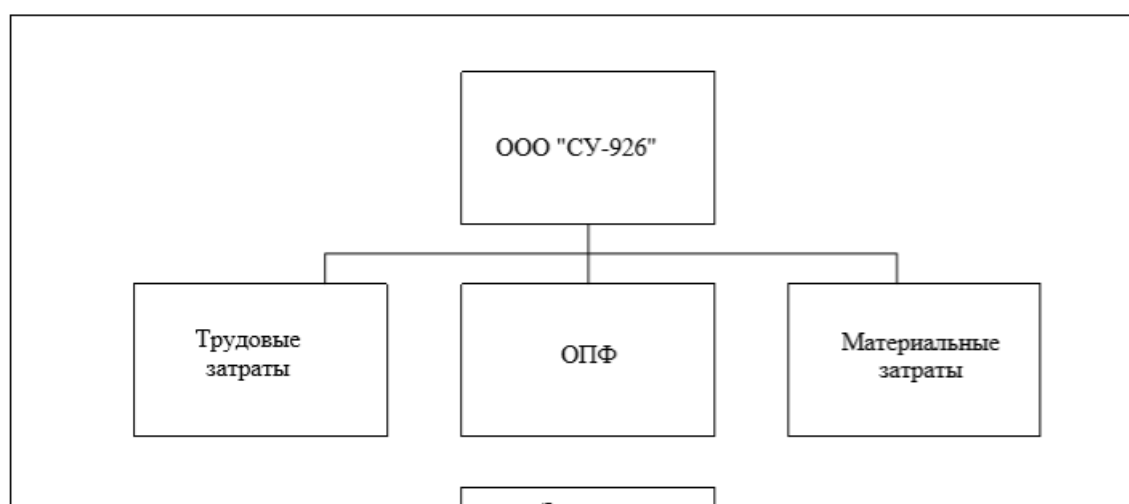 ООО "СУ-926"
Трудовые
затраты
ОПФ
Материальные
затраты